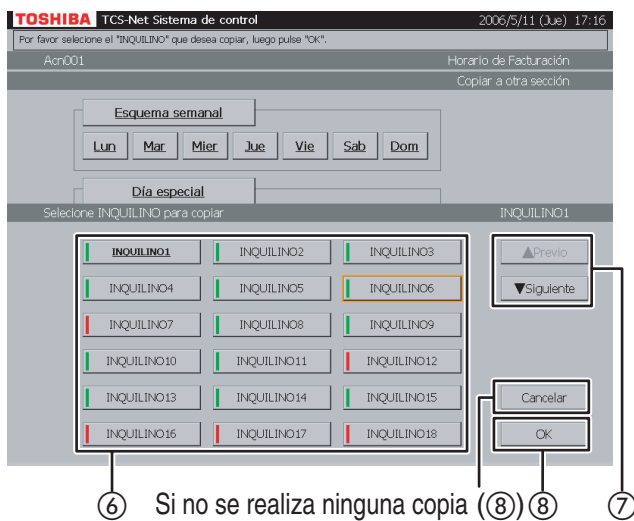 TOSHIBA TCS-Net Sistema de control 2006/5/11 (Jue) 17:16
Por favor selecione el "INQUILINO" que desea copiar, luego pulse "OK".
Acn001 Horario de Facturación
Copiar a otra sección
Esquema semanal
Lun Mar Mier Jue Vie Sab Dom
Día especial
Selecione INQUILINO para copiar INQUILINO1
INQUILINO1 INQUILINO2 INQUILINO3 ▲Previo
INQUILINO4 INQUILINO5 INQUILINO6 ▼Siguiente
INQUILINO7 INQUILINO8 INQUILINO9
INQUILINO10 INQUILINO11 INQUILINO12
INQUILINO13 INQUILINO14 INQUILINO15 Cancelar
INQUILINO16 INQUILINO17 INQUILINO18 OK
⑥ Si no se realiza ninguna copia (⑧) ⑧ ⑦